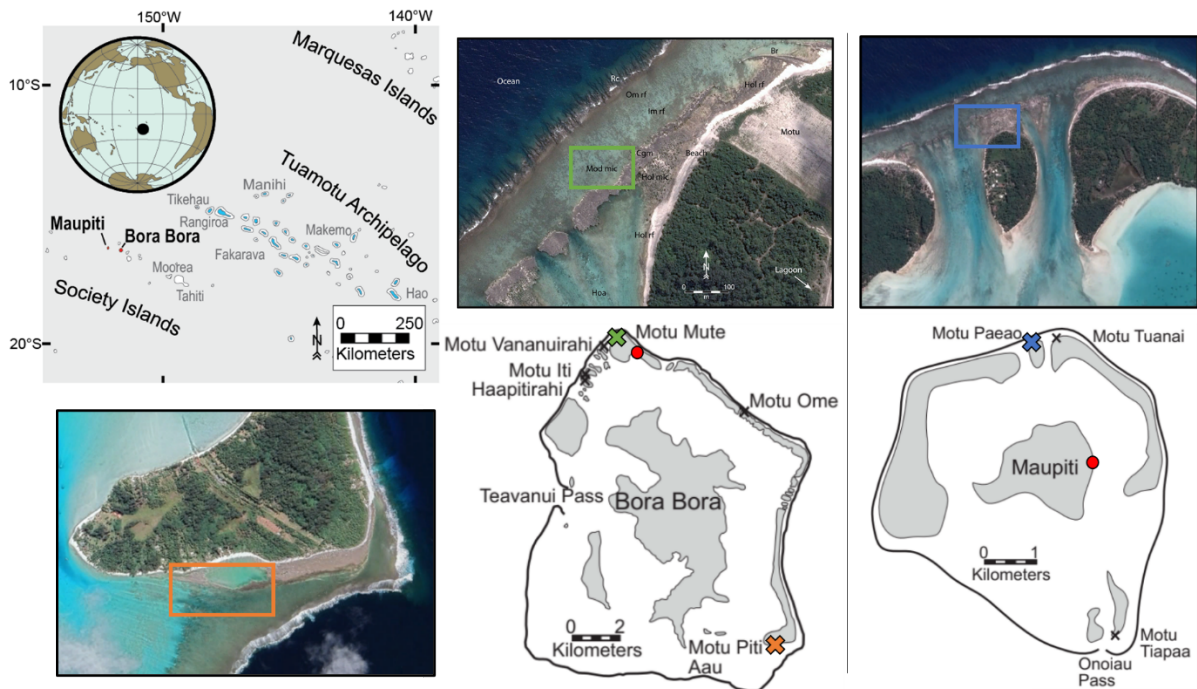 150°W
140°W
10°S
20°S
Marquesas Islands
Tuamotu Archipelago
Manihi
Tikehau
Rangiroa
Makemo
Maupiti
Bora Bora
Fakarava
Moorea
Tahiti
Hao
Society Islands
N
0 250
Kilometers
Ocean
Rc
Br
Om rf
Hol rf
Im rf
Motu
Cgm
Beach
Mod mic
Hol mic
Hol rf
Hoa
N
0 100
m
Lagoon
Motu Vananuirahi
Motu Mute
Motu Iti
Haapitirahi
Motu Ome
Teavanui Pass
Bora Bora
0 2
Kilometers
Motu Piti
Aau
Motu Paeao
Motu Tuanai
Maupiti
0 1
Kilometers
Onoiau
Pass
Motu
Tiapaa